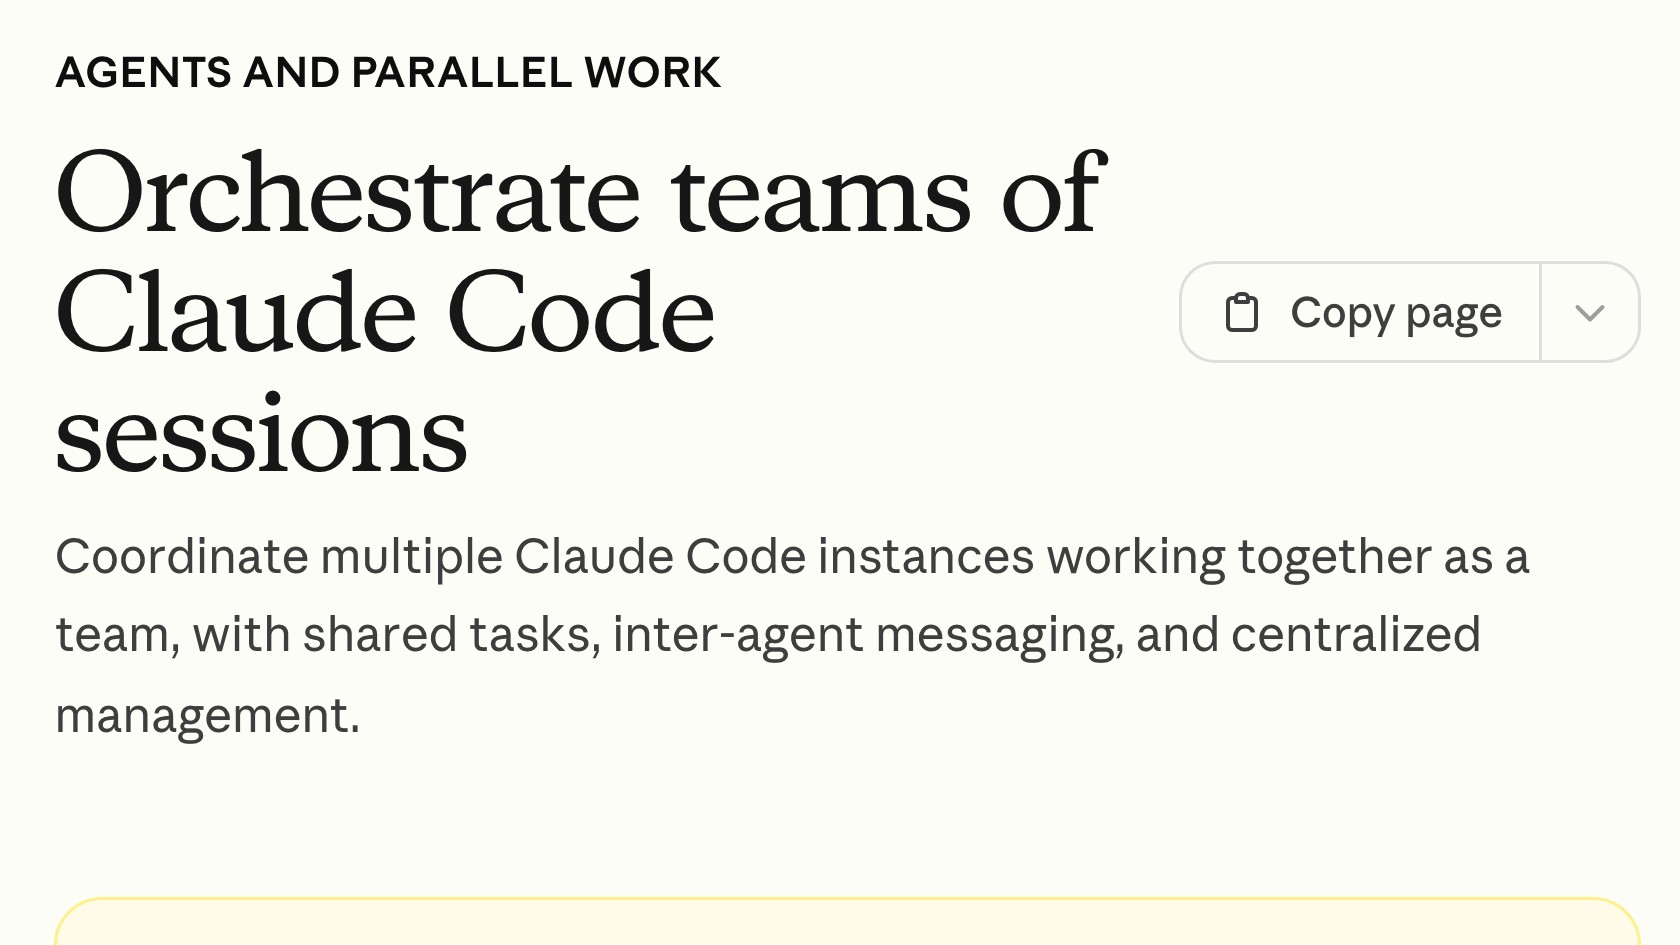 AGENTS AND PARALLEL WORK
Orchestrate teams of
Claude Code
sessions
Copy page
Coordinate multiple Claude Code instances working together as a
team, with shared tasks, inter-agent messaging, and centralized
management.